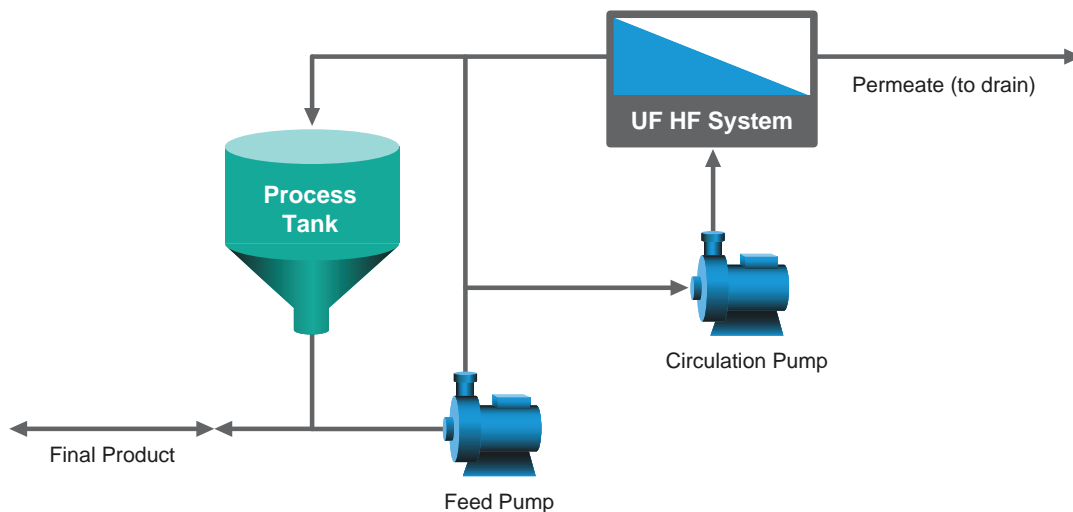 Permeate (to drain)
UF HF System
Process
Tank
Circulation Pump
Final Product
Feed Pump